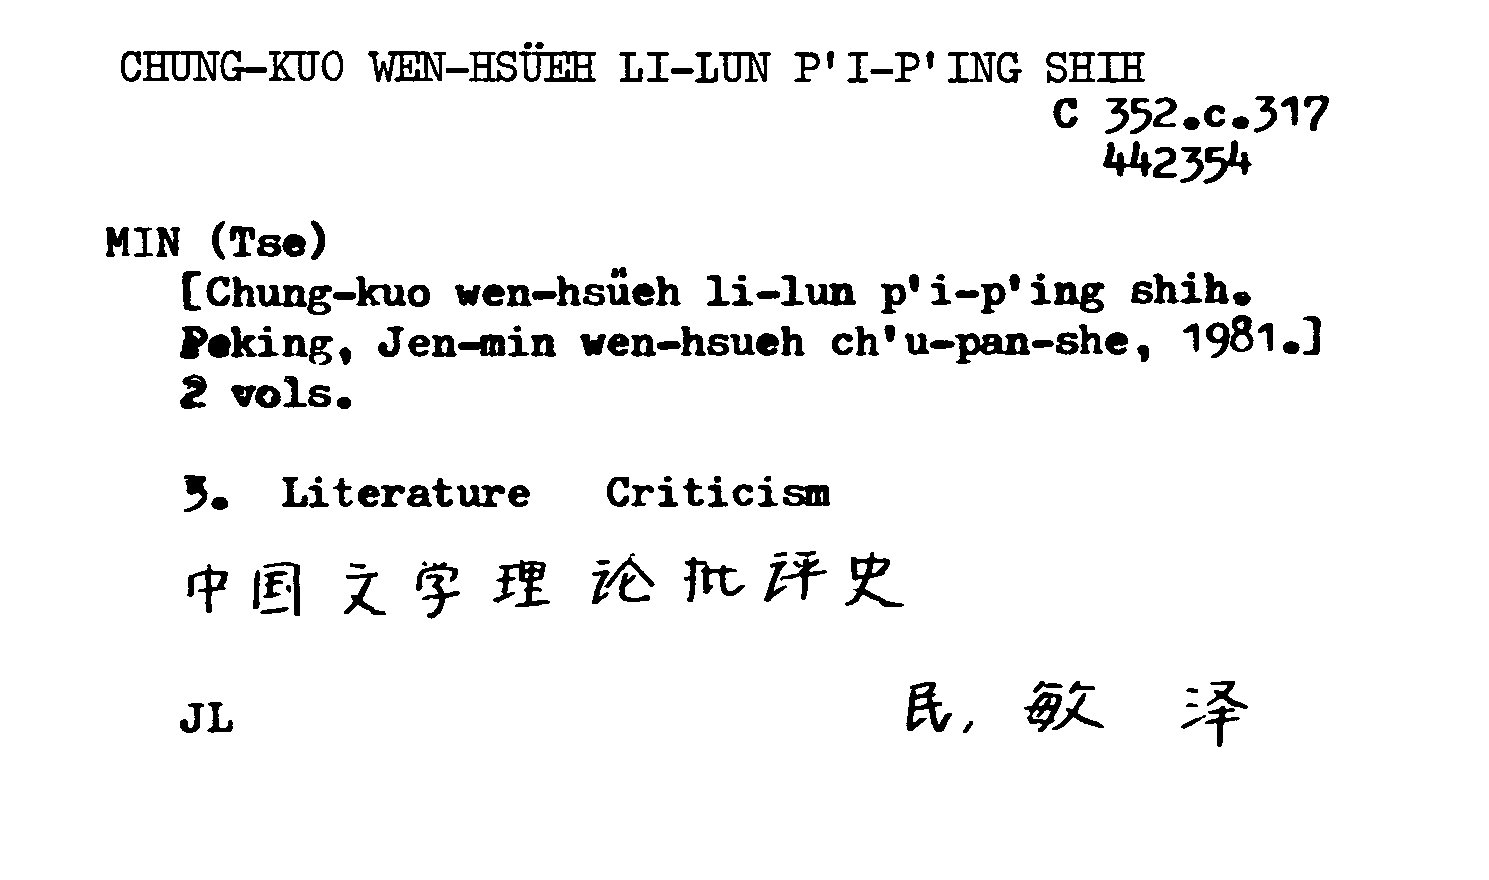 CHUNG-KUO WEN-HSÜEH LI-LUN P'I-P'ING SHIH
C 352.c.317
442354
MIN (Tse)
[Chung-kuo wen-hsüeh li-lun p'i-p'ing shih.
Peking, Jen-min wen-hsueh ch'u-pan-she, 1981.]
2 vols.
3. Literature Criticism
中国文学理论批评史
JL 民, 敏 泽